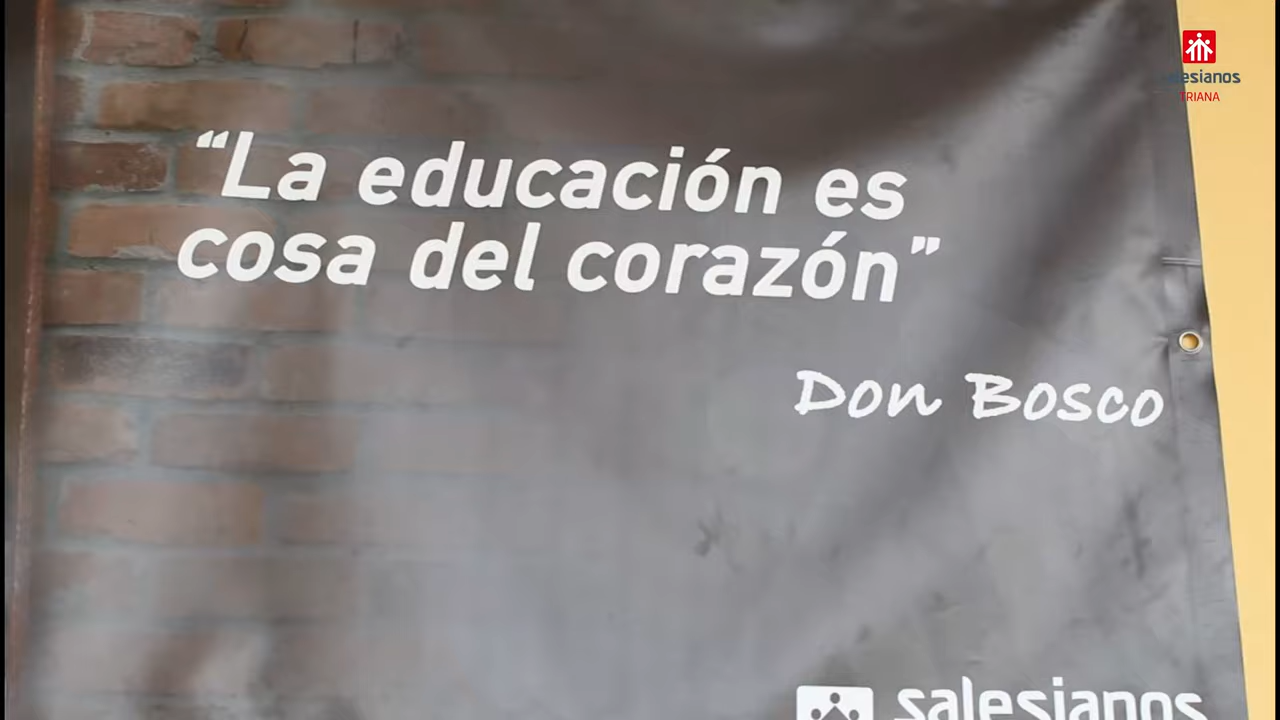 “La educación es
cosa del corazón”
Don Bosco
salesianos
salesianos
TRIANA